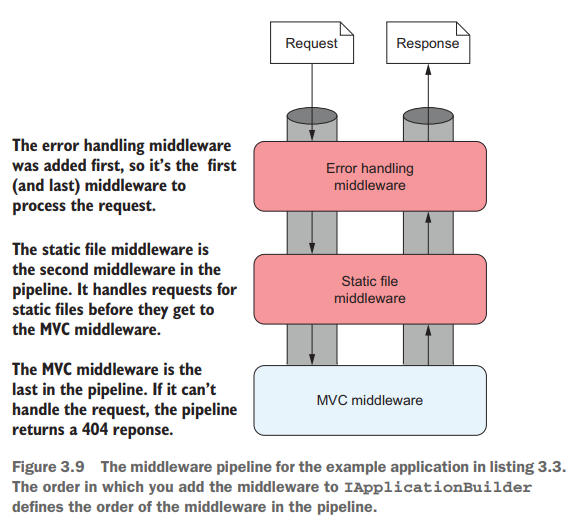 Request
Response
The error handling middleware
was added first, so it's the first
(and last) middleware to
process the request.
Error handling
middleware
The static file middleware is
the second middleware in the
pipeline. It handles requests for
static files before they get to
the MVC middleware.
Static file
middleware
The MVC middleware is the
last in the pipeline. If it can't
handle the request, the pipeline
returns a 404 reponse.
MVC middleware
Figure 3.9 The middleware pipeline for the example application in listing 3.3.
The order in which you add the middleware to IApplicationBuilder
defines the order of the middleware in the pipeline.